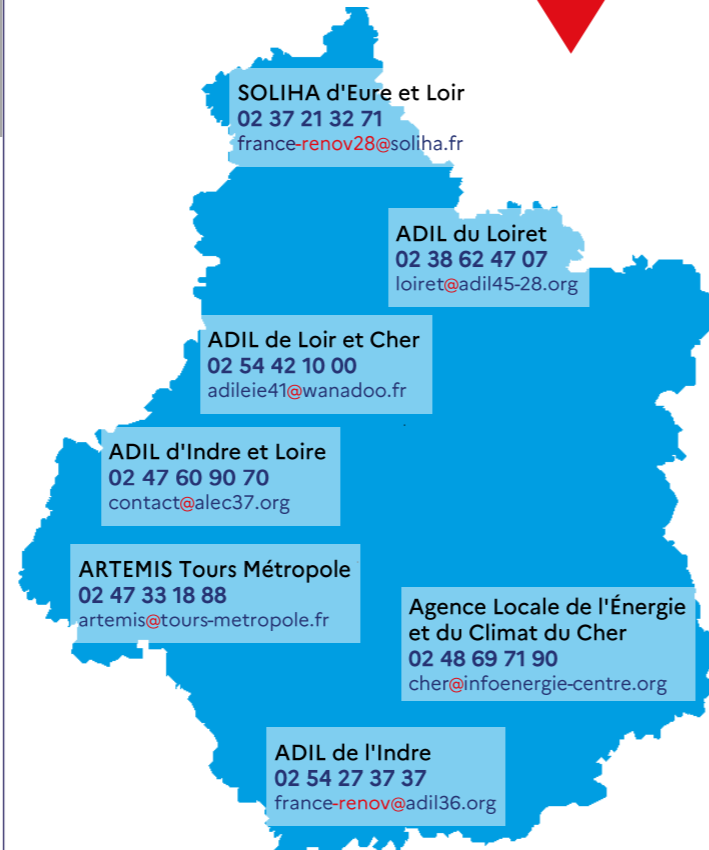 SOLIHA d'Eure et Loir
02 37 21 32 71
france-renov28@soliha.fr
ADIL du Loiret
02 38 62 47 07
loiret@adil45-28.org
ADIL de Loir et Cher
02 54 42 10 00
adileie41@wanadoo.fr
ADIL d'Indre et Loire
02 47 60 90 70
contact@alec37.org
ARTEMIS Tours Métropole
02 47 33 18 88
artemis@tours-metropole.fr
Agence Locale de l'Énergie
et du Climat du Cher
02 48 69 71 90
cher@infoenergie-centre.org
ADIL de l'Indre
02 54 27 37 37
france-renov@adil36.org